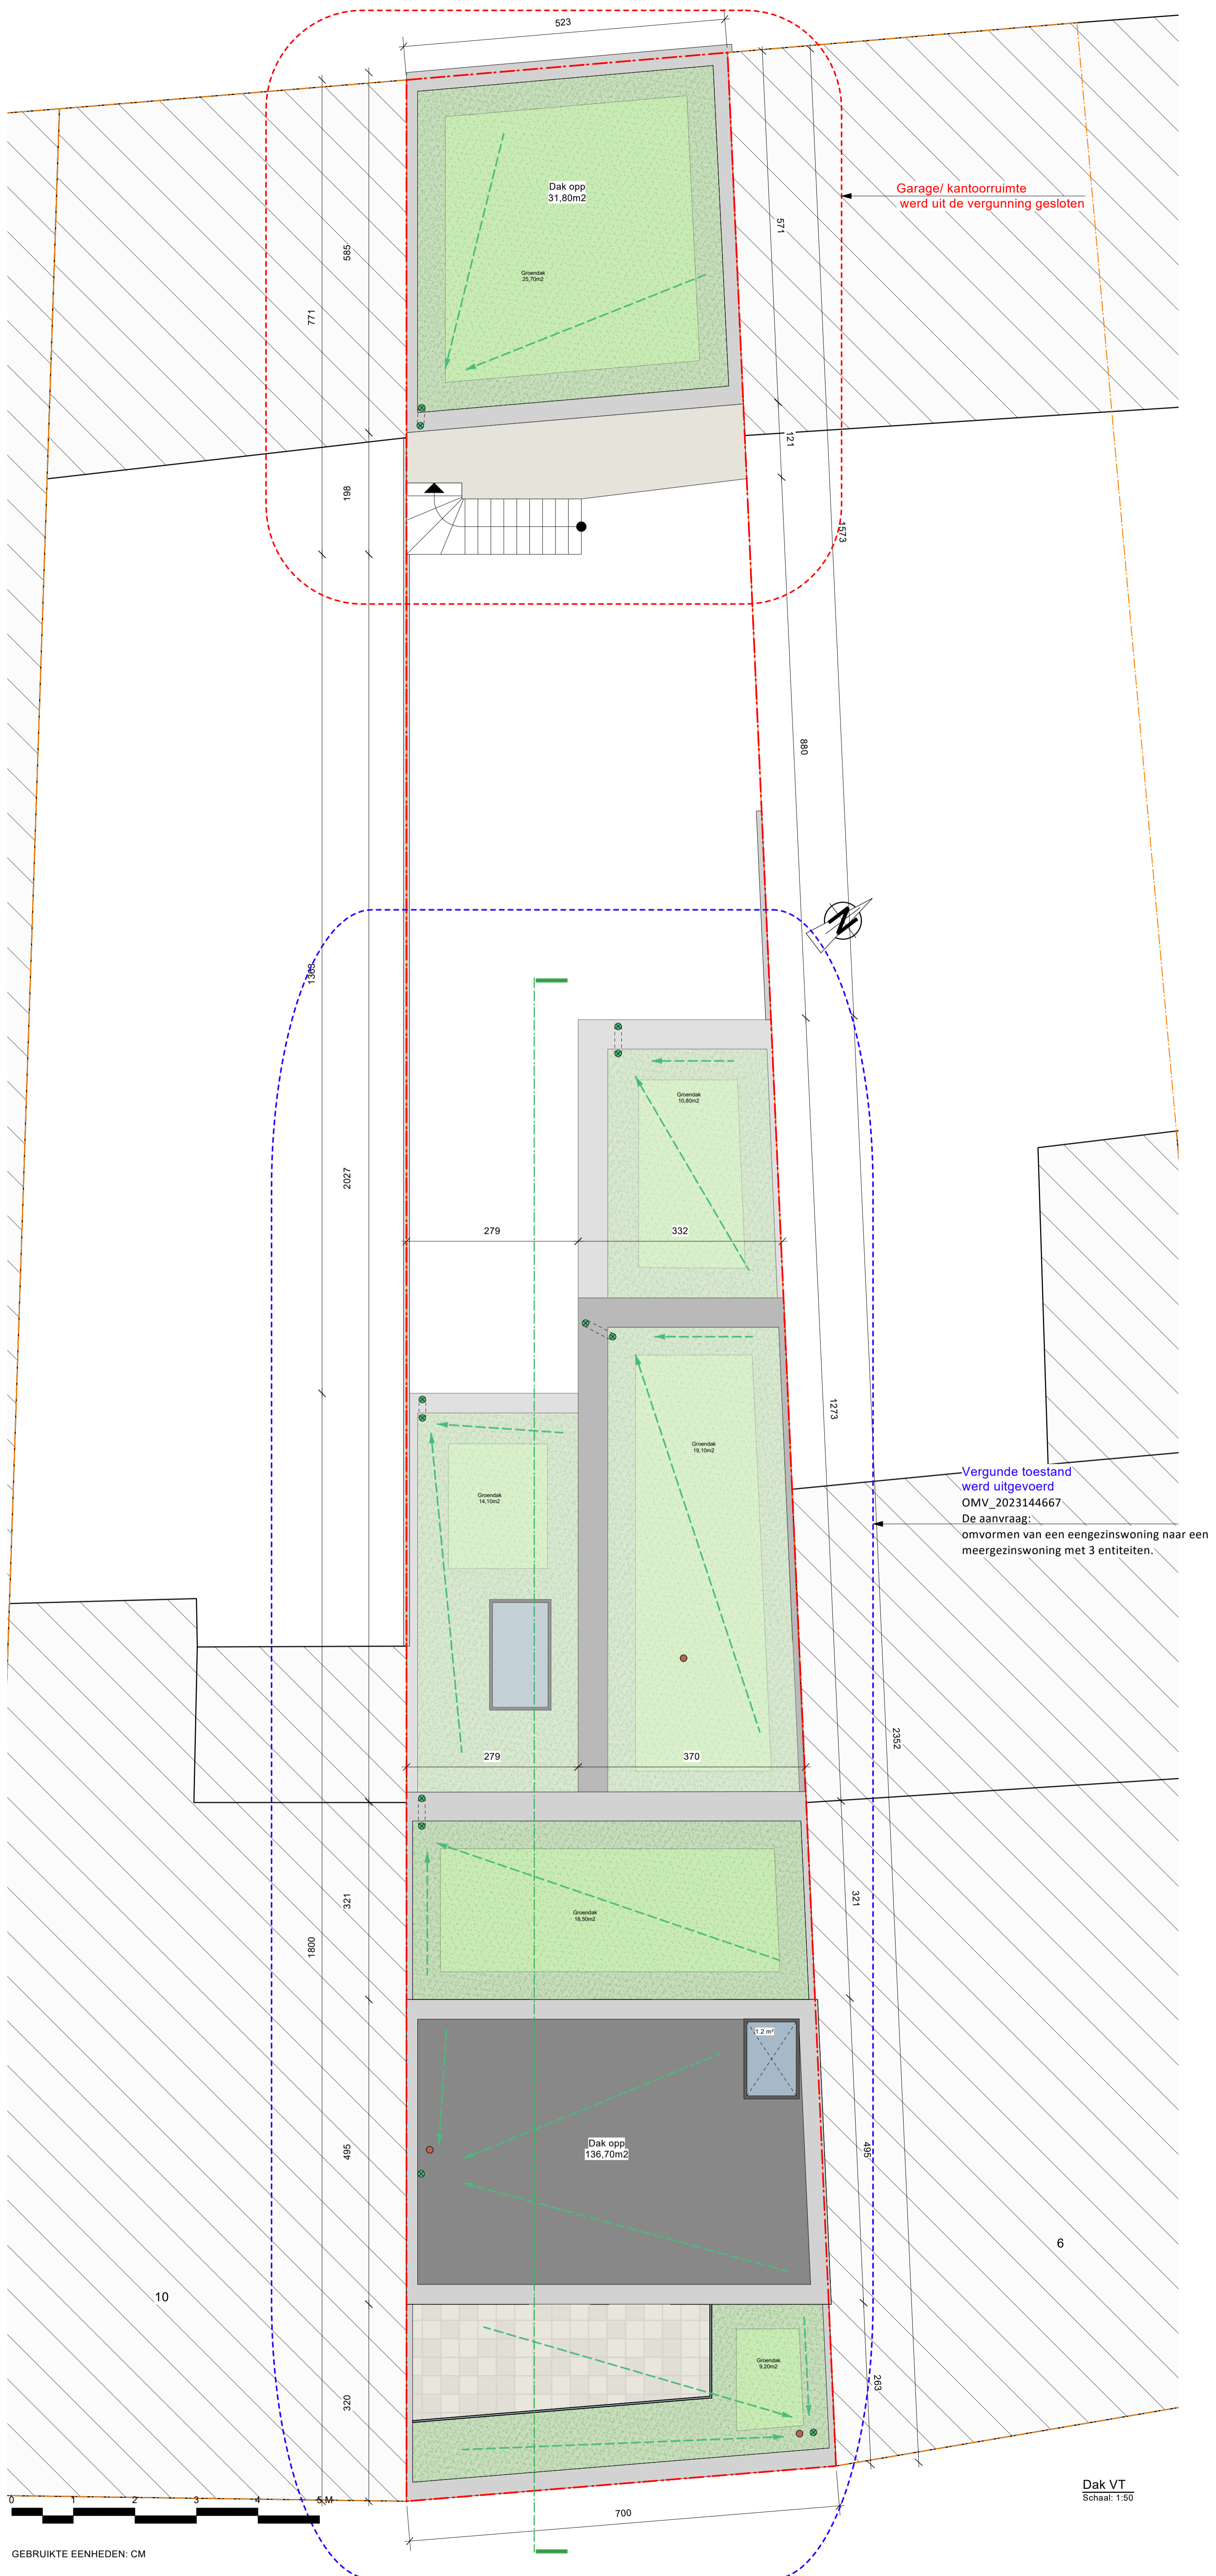 523
Dak opp
31,80m2
Groendak
25,70m2
Garage/ kantoorruimte
werd uit de vergunning gesloten
585
771
571
121
198
1573
880
N
1363
2027
Groendak
10,80m2
279
332
Groendak
19,10m2
1273
Groendak
14,10m2
Vergunde toestand
werd uitgevoerd
OMV_2023144667
De aanvraag:
omvormen van een eengezinswoning naar een
meergezinswoning met 3 entiteiten.
279
370
2352
321
1800
Groendak
18,50m2
321
1.2 m²
495
Dak opp
136,70m2
495
6
10
320
Groendak
9,20m2
263
700
0 1 2 3 4 5 M
Dak VT
Schaal: 1:50
GEBRUIKTE EENHEDEN: CM